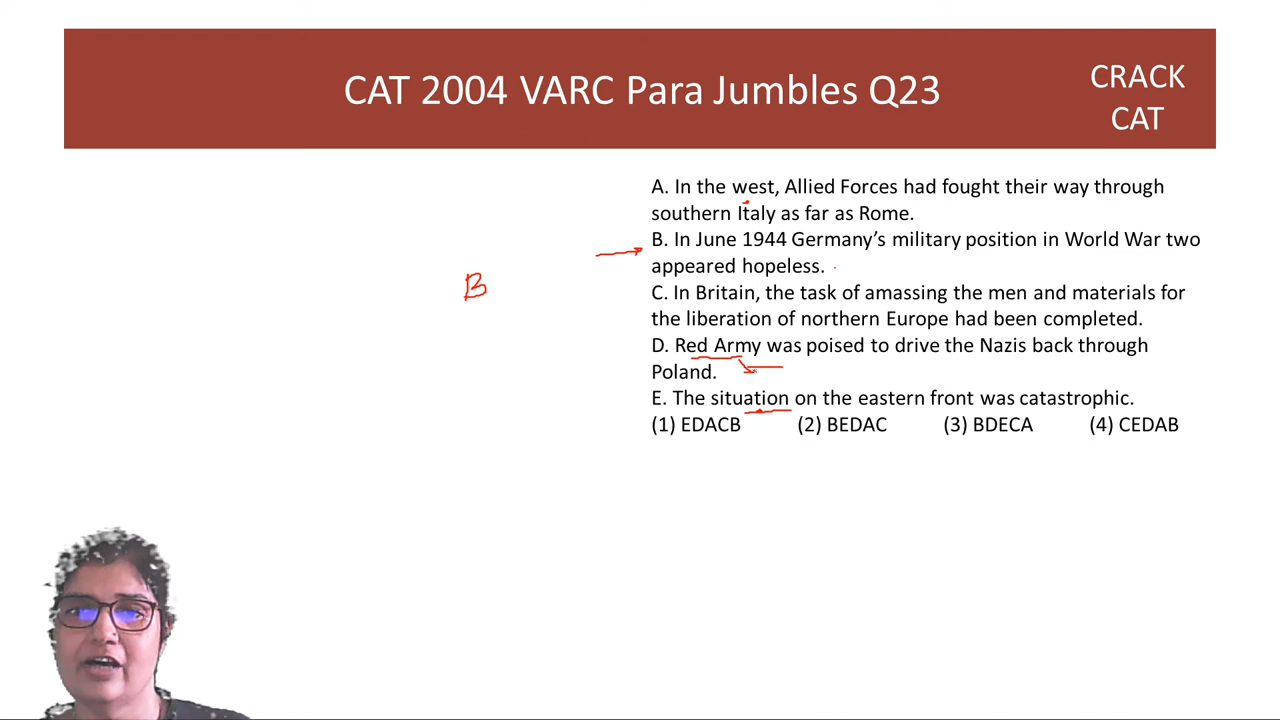 CAT 2004 VARC Para Jumbles Q23
CRACK
CAT
A. In the west, Allied Forces had fought their way through
southern Italy as far as Rome.
B. In June 1944 Germany’s military position in World War two
appeared hopeless.
C. In Britain, the task of amassing the men and materials for
the liberation of northern Europe had been completed.
D. Red Army was poised to drive the Nazis back through
Poland.
E. The situation on the eastern front was catastrophic.
(1) EDACB (2) BEDAC (3) BDECA (4) CEDAB
B